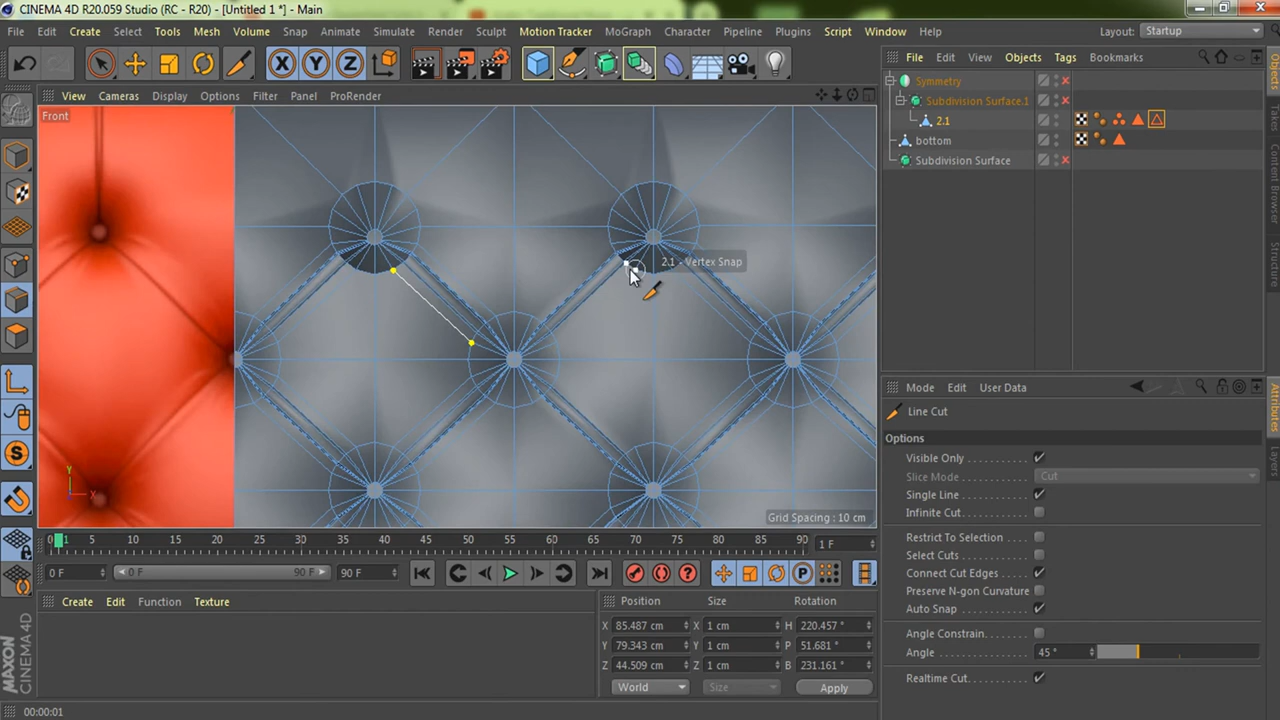 CINEMA 4D R20.059 Studio (RC - R20) - [Untitled 1 *] - Main
File Edit Create Select Tools Mesh Volume Snap Animate Simulate Render Sculpt Motion Tracker MoGraph Character Pipeline Plugins Script Window Help
Layout: Startup
File Edit View Objects Tags Bookmarks
Symmetry
Subdivision Surface.1
2.1
bottom
Subdivision Surface
Objects
Takes
Content Browser
Structure
View Cameras Display Options Filter Panel ProRender
Front
2.1 - Vertex Snap
Y
X
Grid Spacing : 10 cm
Mode Edit User Data
Line Cut
Options
Visible Only
Slice Mode Cut
Single Line
Infinite Cut
Restrict To Selection
Select Cuts
Connect Cut Edges
Preserve N-gon Curvature
Auto Snap
Angle Constrain
Angle 45 °
Realtime Cut
Attributes
Layers
0 1 5 10 15 20 25 30 35 40 45 50 55 60 65 70 75 80 85 90
1 F
0 F 0 F 90 F 90 F
Create Edit Function Texture
Position Size Rotation
X 85.487 cm X 1 cm H 220.457 °
Y 79.343 cm Y 1 cm P 51.681 °
Z 44.509 cm Z 1 cm B 231.161 °
World Size Apply
MAXON CINEMA 4D
00:00:01